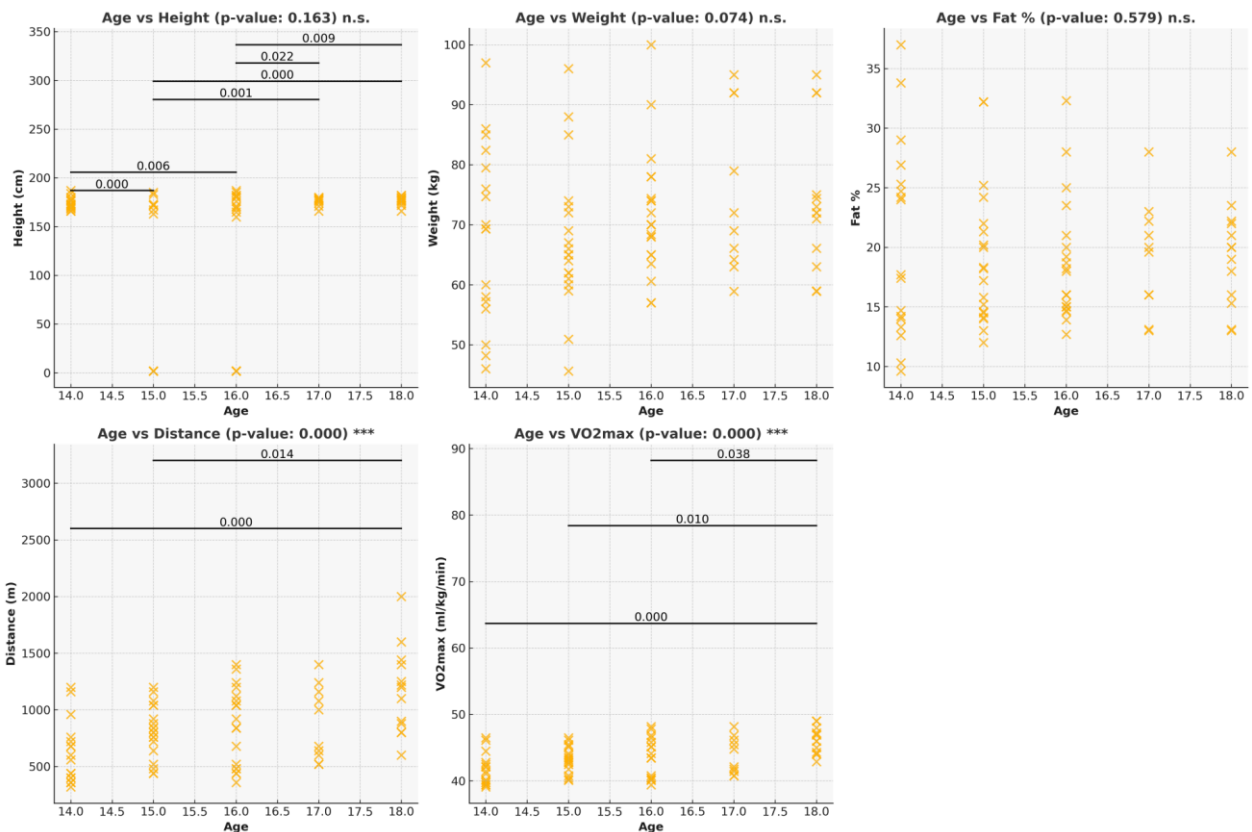 Age vs Height (p-value: 0.163) n.s.
350
300
250
200
150
100
50
0
Height (cm)
0.009
0.022
0.000
0.001
0.006
0.000
14.0 14.5 15.0 15.5 16.0 16.5 17.0 17.5 18.0
Age
Age vs Weight (p-value: 0.074) n.s.
100
90
80
70
60
50
Weight (kg)
14.0 14.5 15.0 15.5 16.0 16.5 17.0 17.5 18.0
Age
Age vs Fat % (p-value: 0.579) n.s.
35
30
25
20
15
10
Fat %
14.0 14.5 15.0 15.5 16.0 16.5 17.0 17.5 18.0
Age
Age vs Distance (p-value: 0.000) ***
3000
2500
2000
1500
1000
500
Distance (m)
0.014
0.000
14.0 14.5 15.0 15.5 16.0 16.5 17.0 17.5 18.0
Age
Age vs VO2max (p-value: 0.000) ***
90
80
70
60
50
40
VO2max (ml/kg/min)
0.038
0.010
0.000
14.0 14.5 15.0 15.5 16.0 16.5 17.0 17.5 18.0
Age